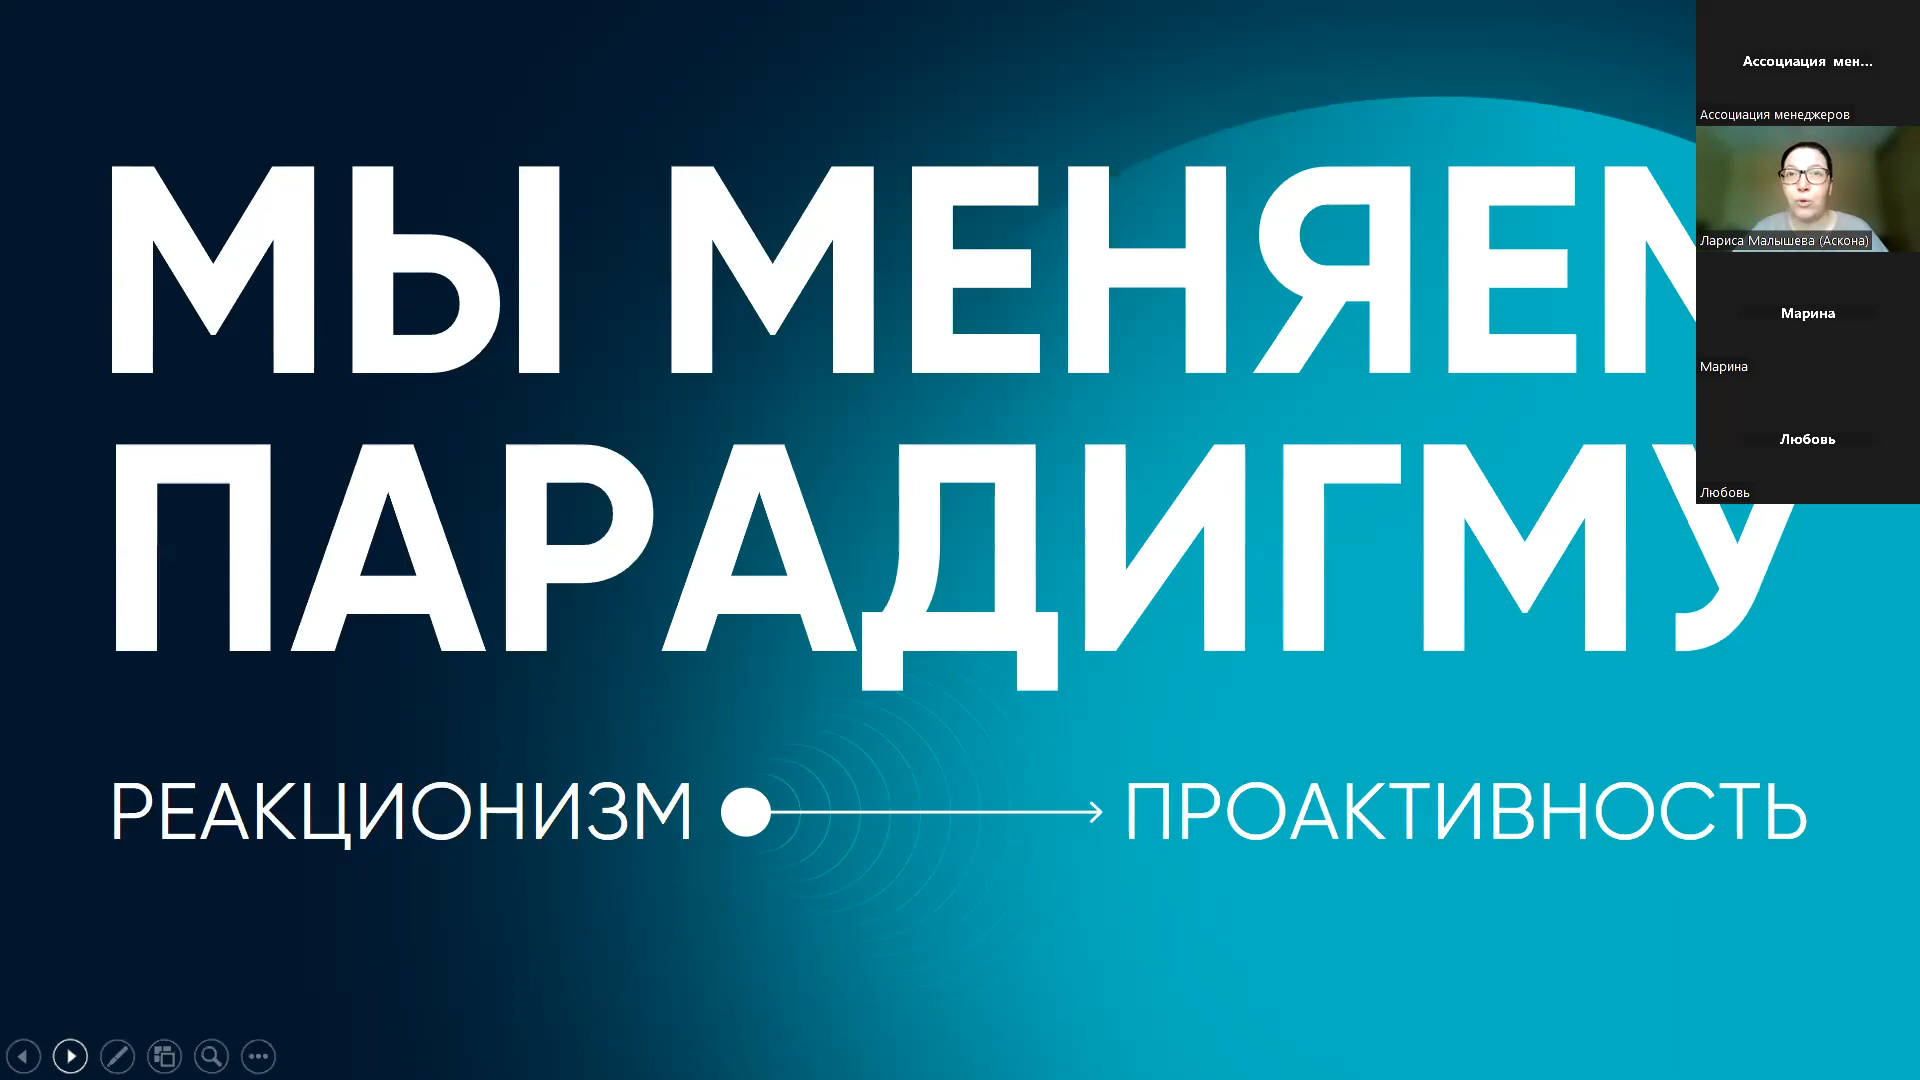 МЫ МЕНЯЕМ
ПАРАДИГМУ
РЕАКЦИОНИЗМ
ПРОАКТИВНОСТЬ
Ассоциация мен...
Ассоциация менеджеров
Лариса Малышева (Аскона)
Марина
Марина
Любовь
Любовь